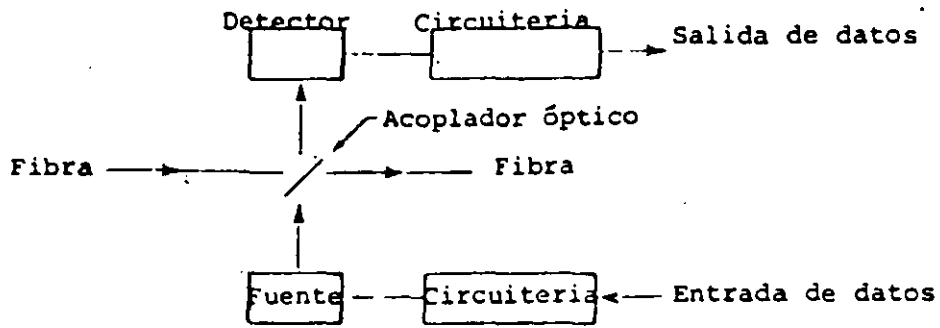 Detector Circuiteria
Salida de datos
Acoplador óptico
Fibra Fibra
Fuente Circuiteria Entrada de datos